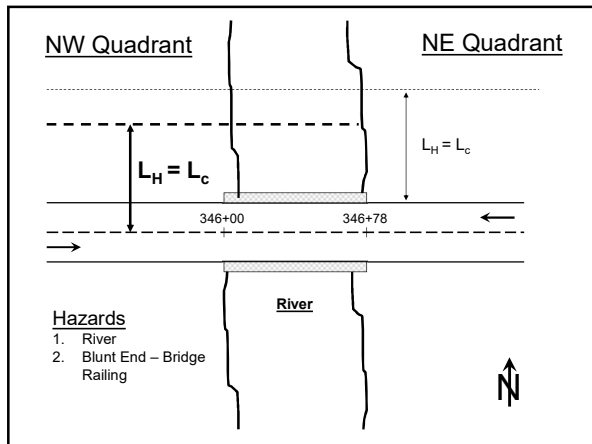 NW Quadrant
NE Quadrant
L_H = L_c
L_H = L_c
346+00
346+78
Hazards
1. River
2. Blunt End – Bridge
Railing
River
N